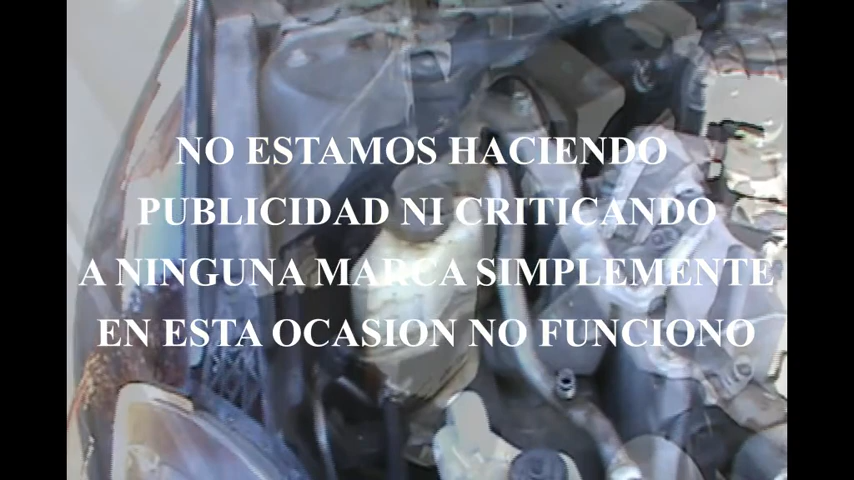 NO ESTAMOS HACIENDO
PUBLICIDAD NI CRITICANDO
A NINGUNA MARCA SIMPLEMENTE
EN ESTA OCASION NO FUNCIONO